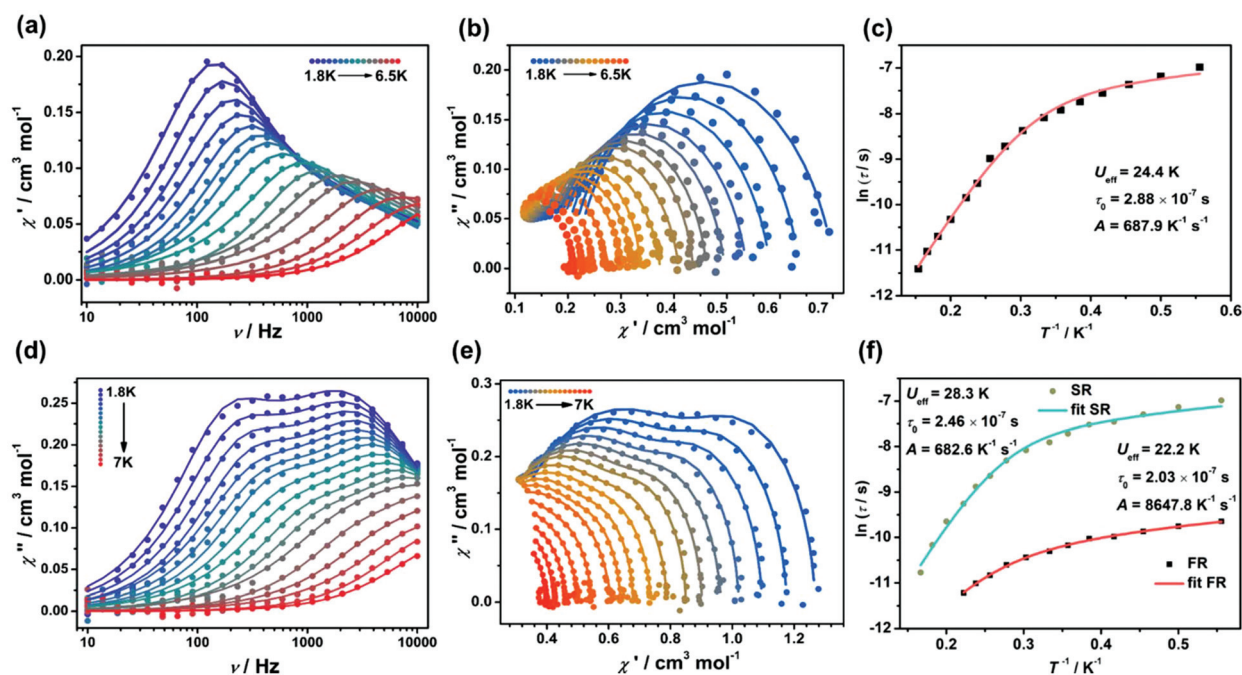 (a)
0.20
0.15
0.10
0.05
0.00
χ' / cm³ mol⁻¹
1.8K
6.5K
10
100
1000
10000
ν / Hz
(b)
0.20
0.15
0.10
0.05
0.00
χ'' / cm³ mol⁻¹
1.8K
6.5K
0.1
0.2
0.3
0.4
0.5
0.6
0.7
χ ' / cm³ mol⁻¹
(c)
-7
-8
-9
-10
-11
-12
ln (τ / s)
U_eff = 24.4 K
τ₀ = 2.88 × 10⁻⁷ s
A = 687.9 K⁻¹ s⁻¹
0.2
0.3
0.4
0.5
0.6
T⁻¹ / K⁻¹
(d)
0.25
0.20
0.15
0.10
0.05
0.00
χ'' / cm³ mol⁻¹
1.8K
7K
10
100
1000
10000
ν / Hz
(e)
0.3
0.2
0.1
0.0
χ'' / cm³ mol⁻¹
1.8K
7K
0.4
0.6
0.8
1.0
1.2
χ ' / cm³ mol⁻¹
(f)
-6
-7
-8
-9
-10
-11
-12
ln (τ / s)
U_eff = 28.3 K
τ₀ = 2.46 × 10⁻⁷ s
A = 682.6 K⁻¹ s⁻¹
SR
fit SR
U_eff = 22.2 K
τ₀ = 2.03 × 10⁻⁷ s
A = 8647.8 K⁻¹ s⁻¹
FR
fit FR
0.2
0.3
0.4
0.5
T⁻¹ / K⁻¹